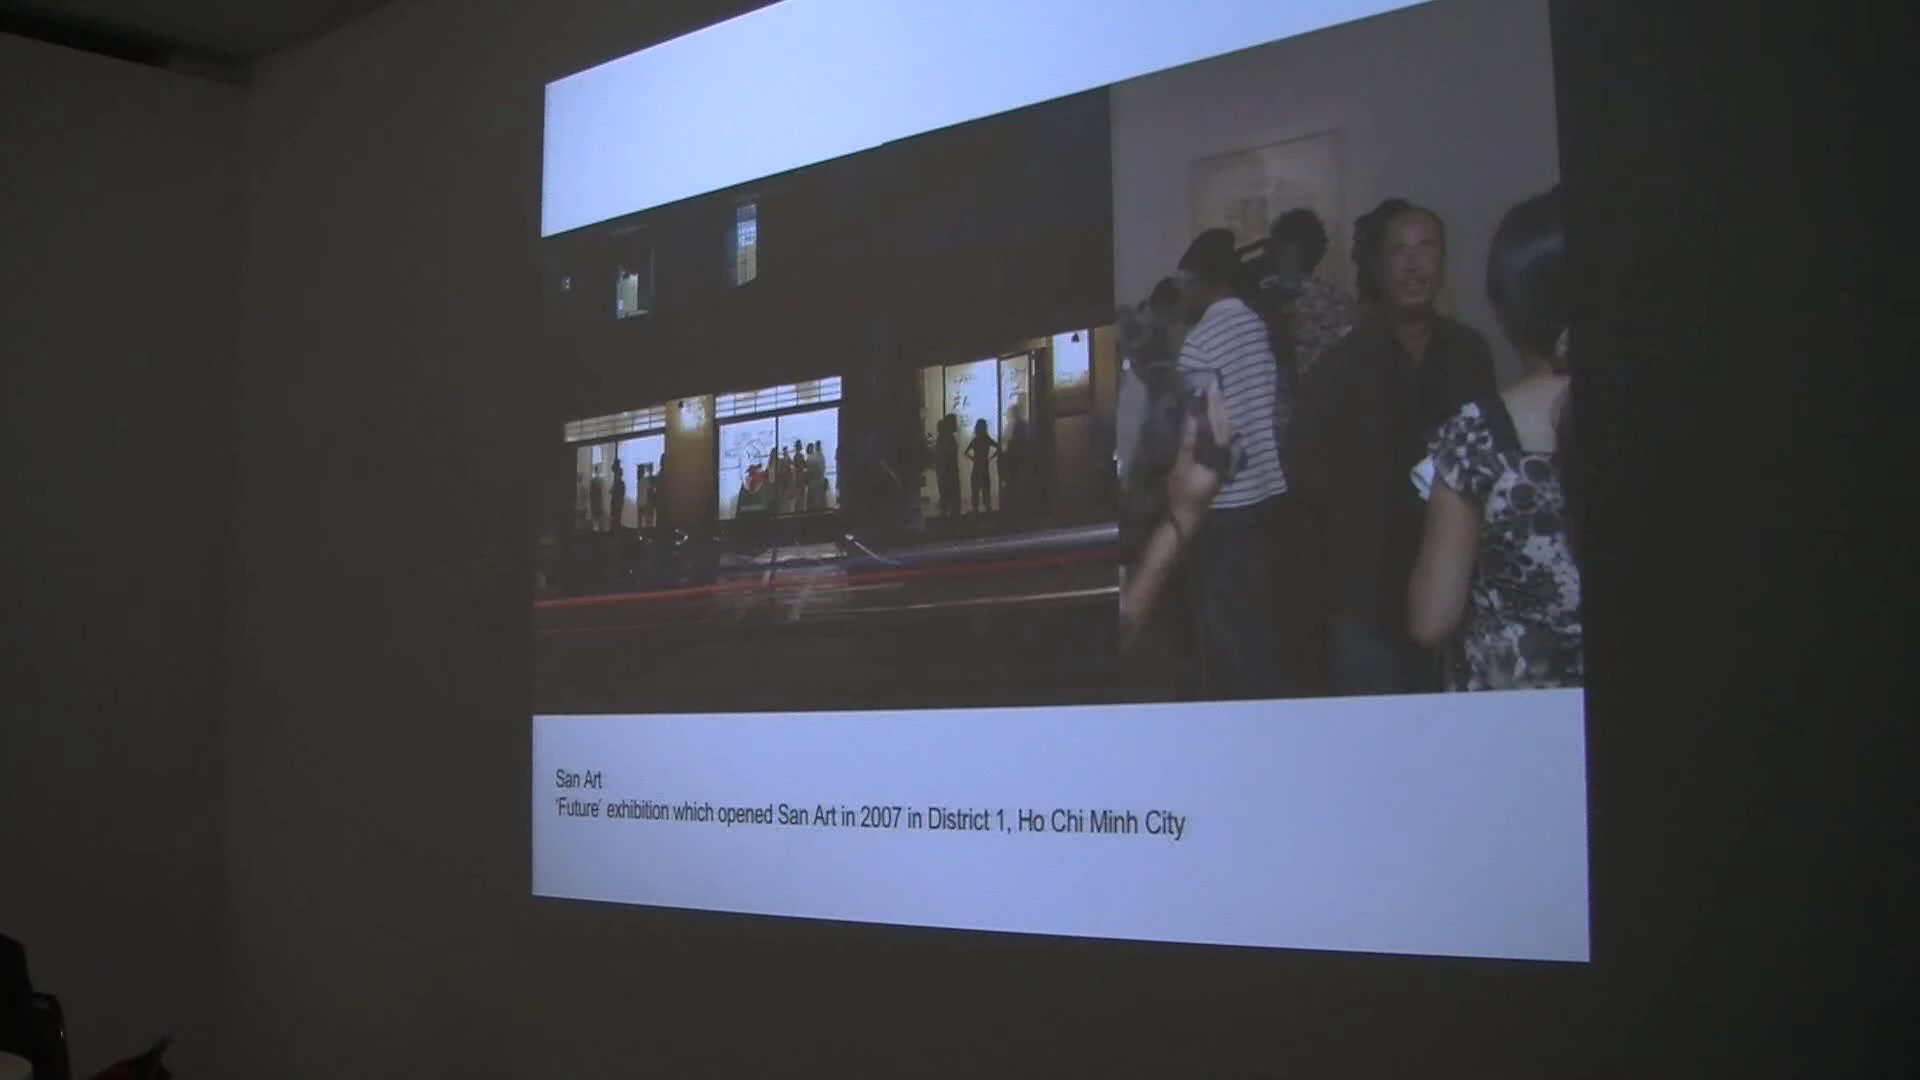 San Art
'Future' exhibition which opened San Art in 2007 in District 1, Ho Chi Minh City